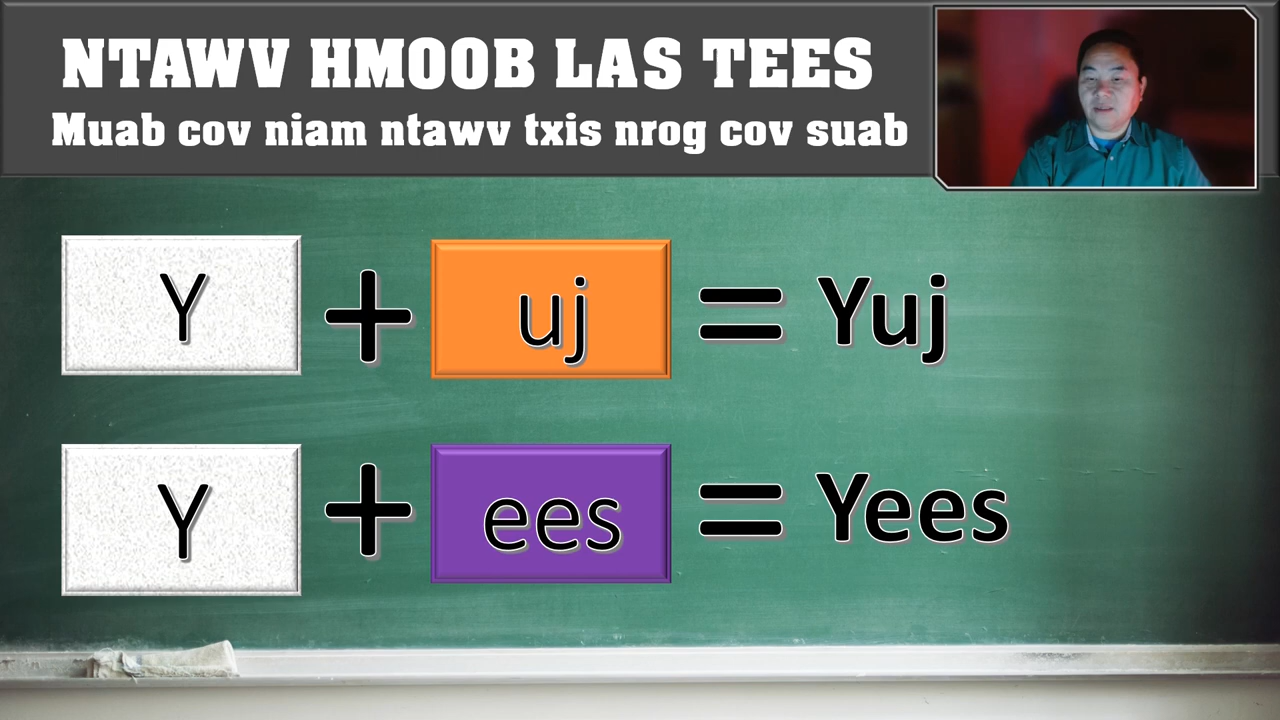 NTAWV HMOOB LAS TEES
Muab cov niam ntawv txis nrog cov suab
Y + uj = Yuj
Y + ees = Yees